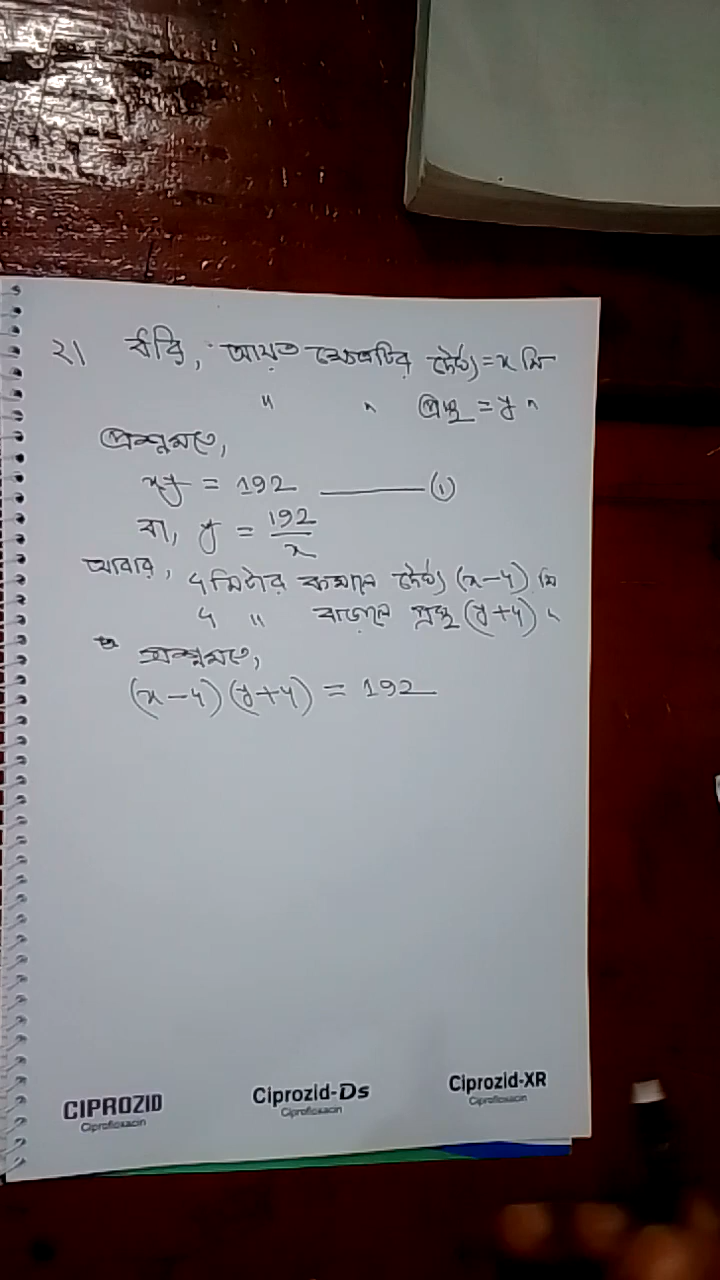 ২। ধরি, আয়ত ক্ষেত্রটির দৈর্ঘ্য = x মি
" " প্রস্থ = y "
প্রশ্নমতে,
xy = 192 ——— (1)
বা, y = 192/x
আবার, 4 মিটার কমালে দৈর্ঘ্য (x-4) মি
4 " বাড়ালে প্রস্থ (y+4) "
প্রশ্নমতে,
(x-4)(y+4) = 192
CIPROZID
Ciprofloxacin
Ciprozid-Ds
Ciprofloxacin
Ciprozid-XR
Ciprofloxacin